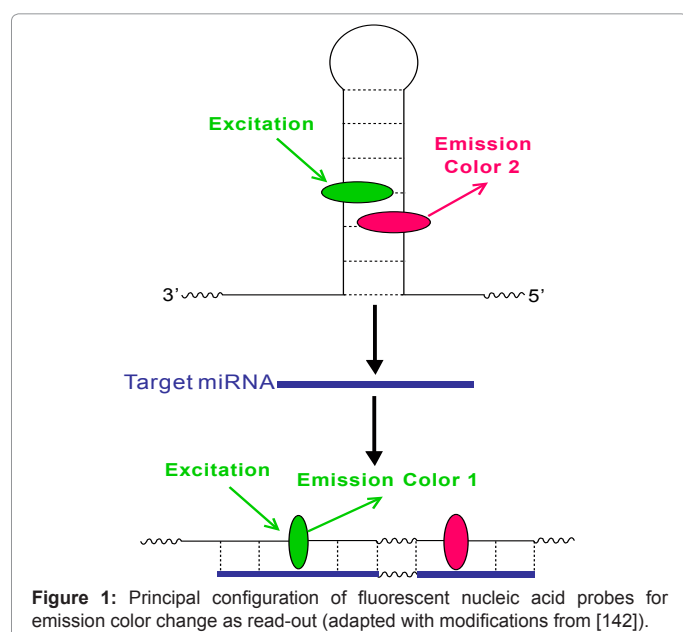 Excitation
Emission
Color 2
3'
5'
Target miRNA
Excitation
Emission Color 1
Figure 1: Principal configuration of fluorescent nucleic acid probes for
emission color change as read-out (adapted with modifications from [142]).